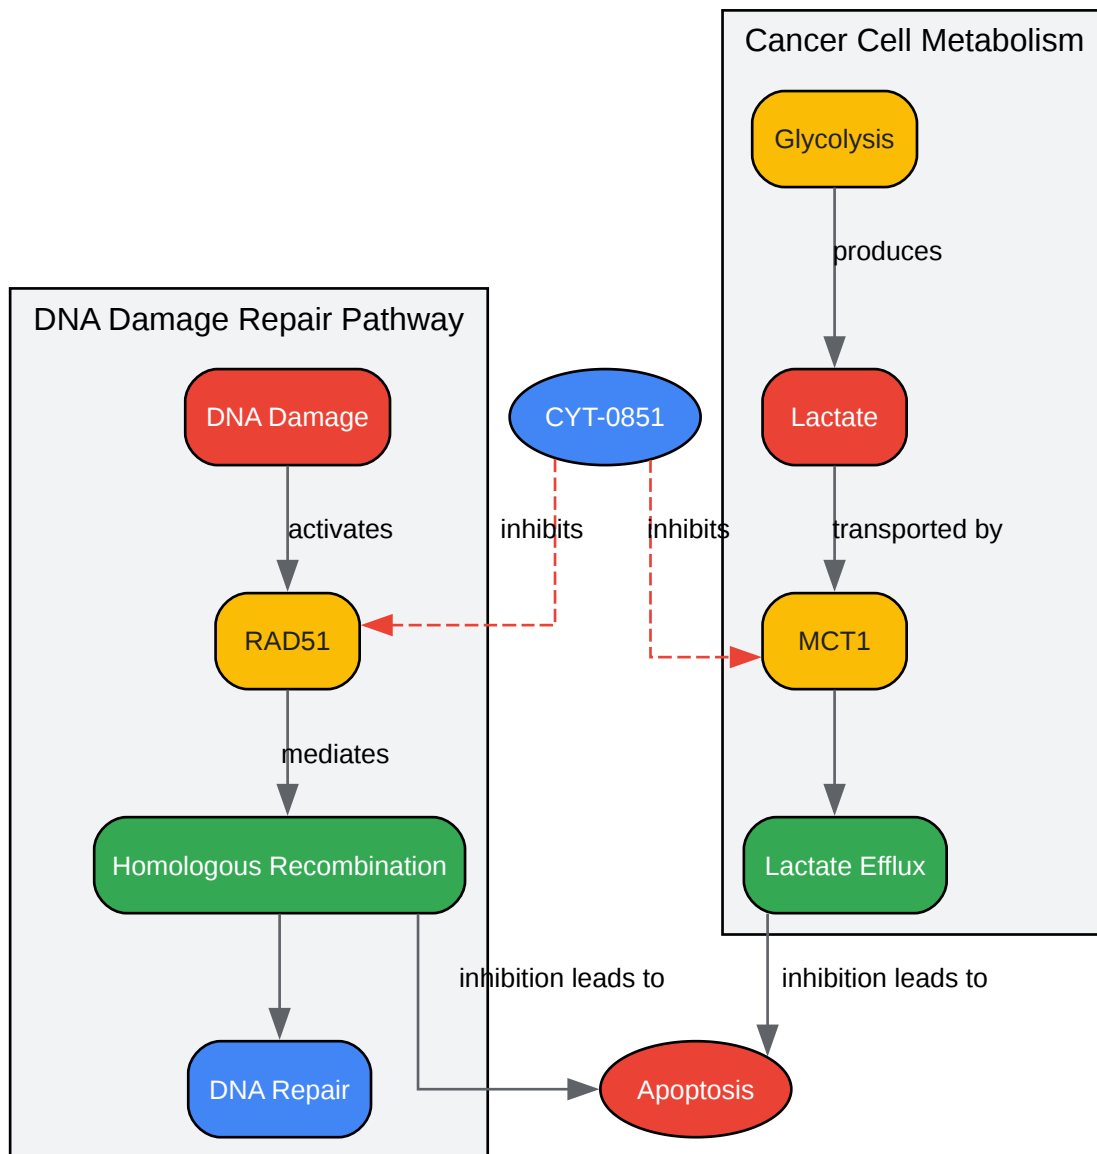 Cancer Cell Metabolism
Glycolysis
produces
DNA Damage Repair Pathway
DNA Damage
CYT-0851
Lactate
activates
inhibits
inhibits
transported by
RAD51
MCT1
mediates
Homologous Recombination
Lactate Efflux
inhibition leads to
inhibition leads to
DNA Repair
Apoptosis